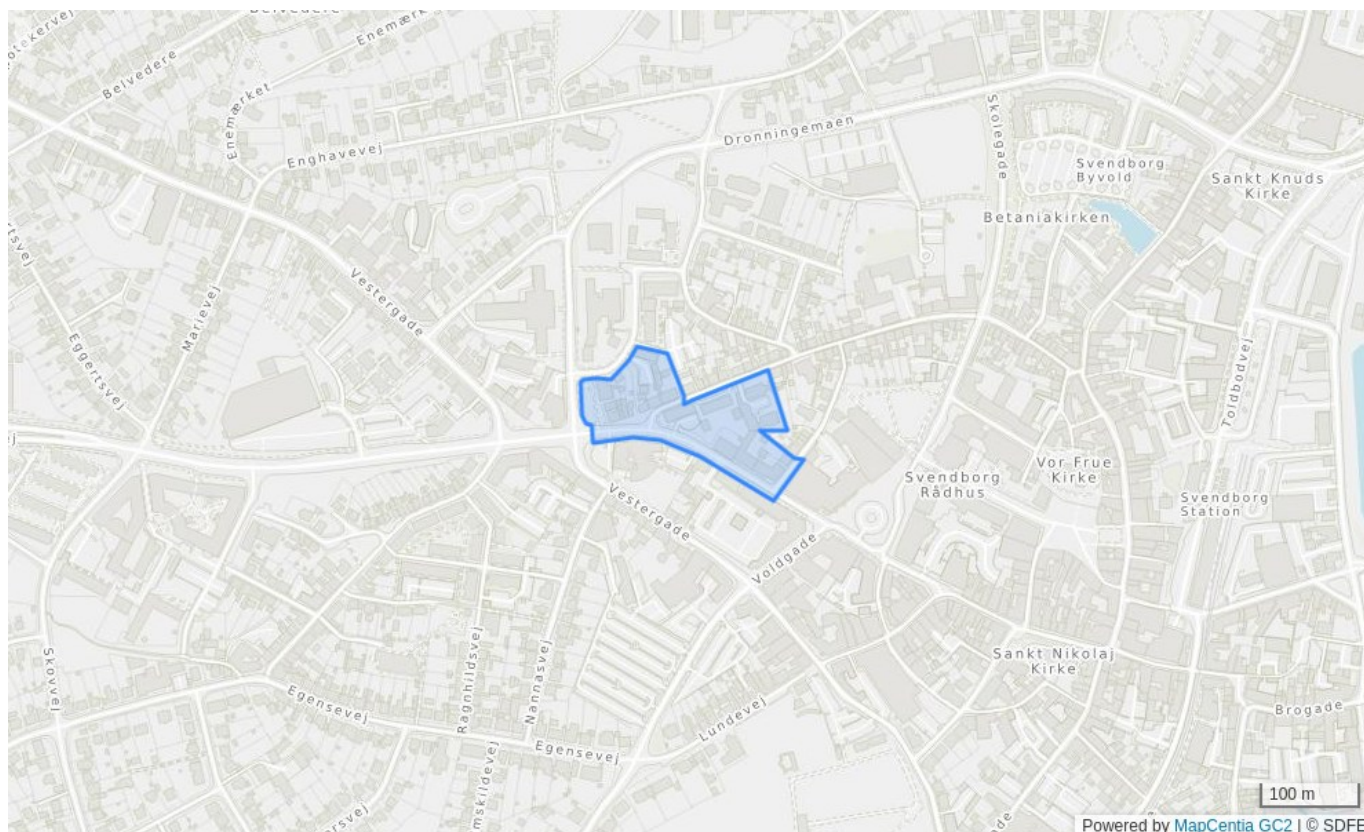 Belvedere
Enemærket
Belvedere
Enemærket
Enghavevej
Dronningemaen
Skolegade
Svendborg
Byvold
Sankt Knuds
Kirke
Betaniakirken
Vestergade
Marievej
Eggertsvej
Toldbodvej
Svendborg
Rådhus
Vor Frue
Kirke
Svendborg
Station
Vestergade
Voldgade
Skovvej
Ragnhildsvej
Nannasvej
Sankt Nikolaj
Kirke
Egensevej
Egensevej
Lundevej
Brogade
100 m
Powered by MapCentia GC2 | © SDFE